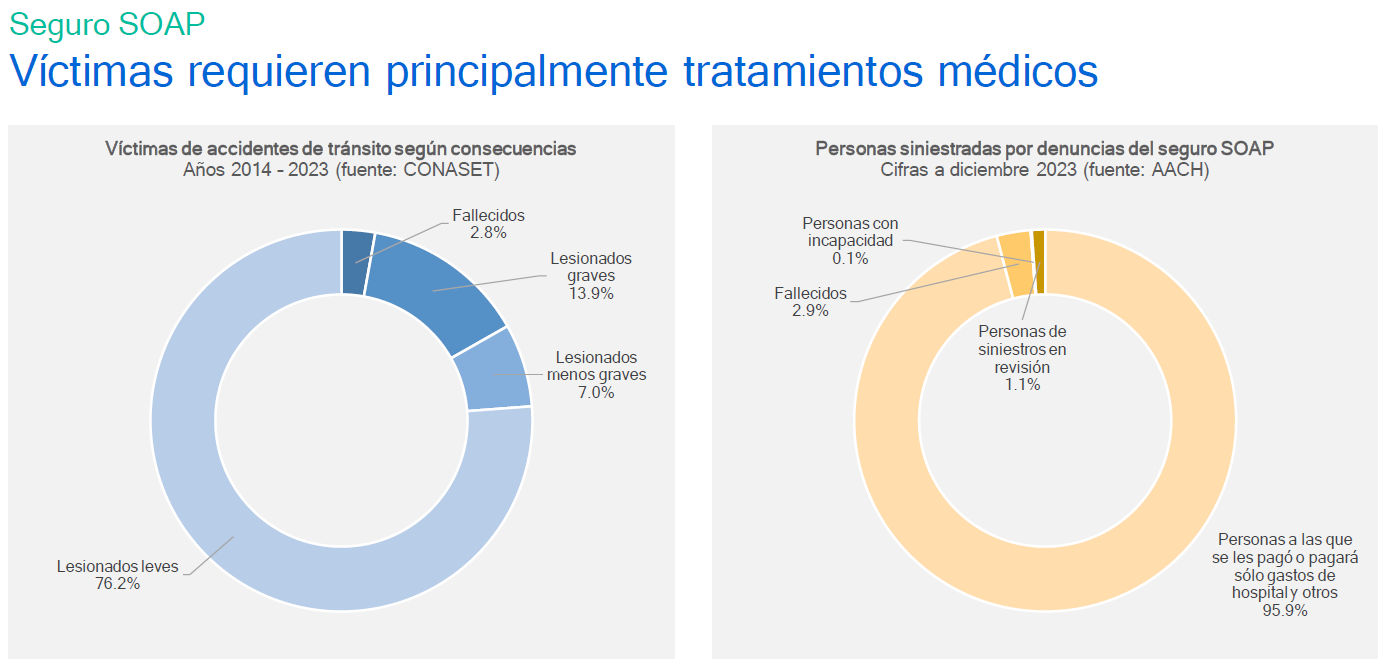 Seguro SOAP
Víctimas requieren principalmente tratamientos médicos
Víctimas de accidentes de tránsito según consecuencias
Años 2014 - 2023 (fuente: CONASET)
Fallecidos
2.8%
Lesionados
graves
13.9%
Lesionados
menos graves
7.0%
Lesionados leves
76.2%
Personas siniestradas por denuncias del seguro SOAP
Cifras a diciembre 2023 (fuente: AACH)
Personas con
incapacidad
0.1%
Fallecidos
2.9%
Personas de
siniestros en
revisión
1.1%
Personas a las que
se les pagó o pagará
sólo gastos de
hospital y otros
95.9%